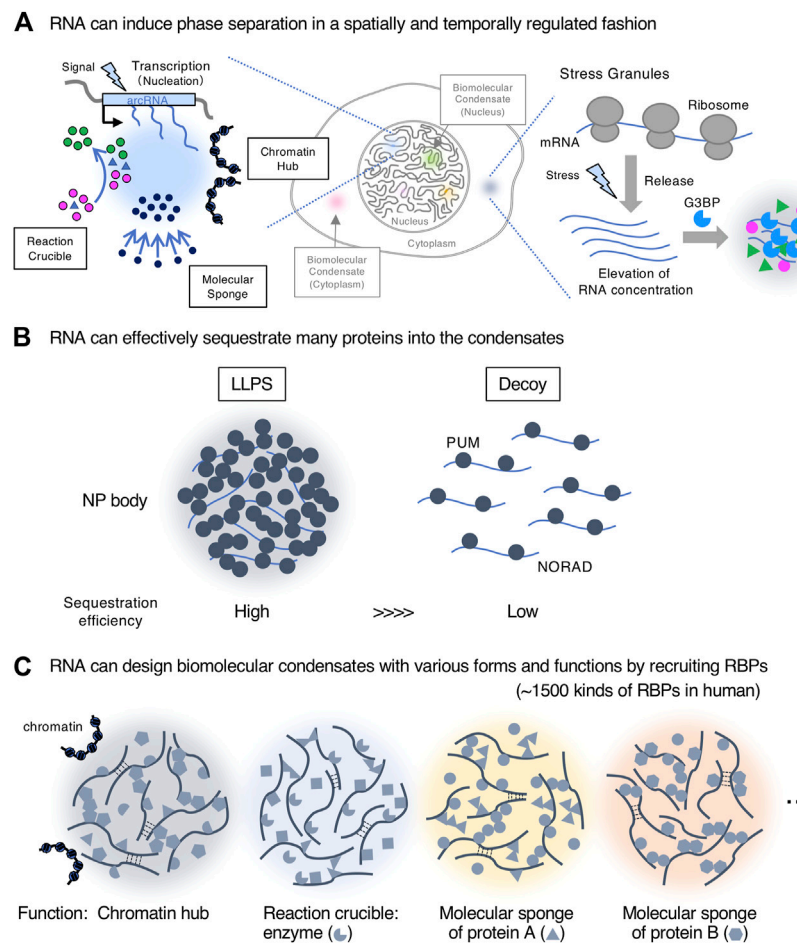 A RNA can induce phase separation in a spatially and temporally regulated fashion
Signal
Transcription
(Nucleation)
arcRNA
Chromatin
Hub
Reaction
Crucible
Molecular
Sponge
Biomolecular
Condensate
(Nucleus)
Nucleus
Cytoplasm
Biomolecular
Condensate
(Cytoplasm)
Stress Granules
Ribosome
mRNA
Stress
Release
G3BP
Elevation of
RNA concentration
B RNA can effectively sequestrate many proteins into the condensates
LLPS
Decoy
PUM
NP body
NORAD
Sequestration
efficiency
High >>>> Low
C RNA can design biomolecular condensates with various forms and functions by recruiting RBPs
(~1500 kinds of RBPs in human)
chromatin
Function: Chromatin hub
Reaction crucible:
enzyme ( )
Molecular sponge
of protein A ( )
Molecular sponge
of protein B ( )